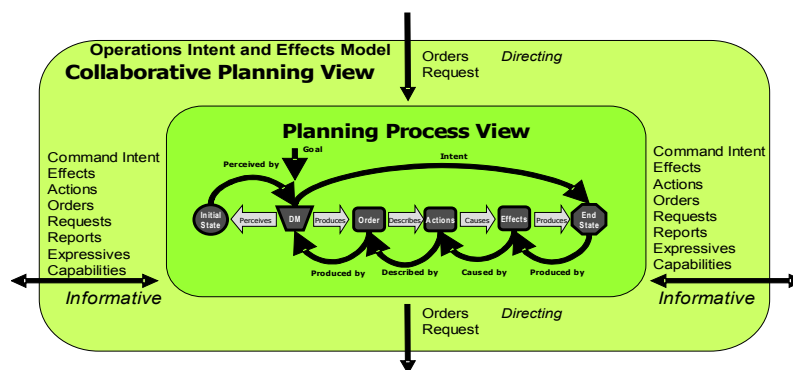 Operations Intent and Effects Model
Collaborative Planning View
Orders Directing
Request
Command Intent
Effects
Actions
Orders
Requests
Reports
Expressives
Capabilities
Informative
Planning Process View
Goal
Perceived by
Intent
Initial
State
Perceives
DM
Produces
Order
Describes
Actions
Causes
Effects
Produces
End
State
Produced by
Described by
Caused by
Produced by
Command Intent
Effects
Actions
Orders
Requests
Reports
Expressives
Capabilities
Informative
Orders Directing
Request